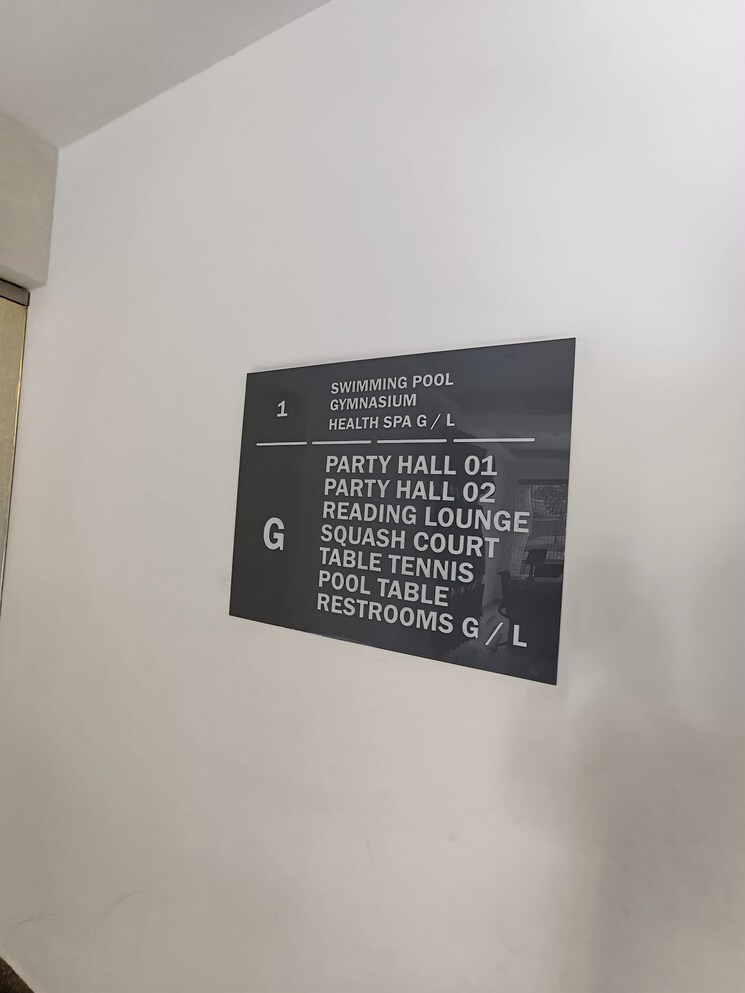 1
SWIMMING POOL
GYMNASIUM
HEALTH SPA G / L
G
PARTY HALL 01
PARTY HALL 02
READING LOUNGE
SQUASH COURT
TABLE TENNIS
POOL TABLE
RESTROOMS G / L